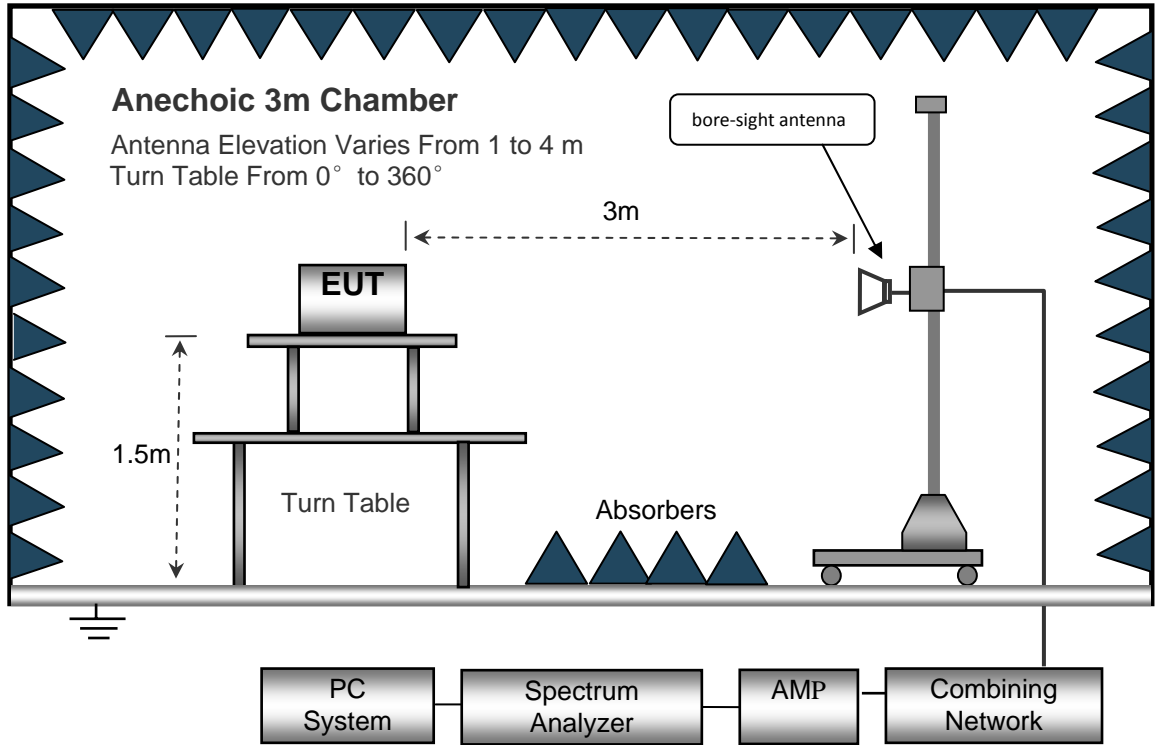 Anechoic 3m Chamber
Antenna Elevation Varies From 1 to 4 m
Turn Table From 0° to 360°
bore-sight antenna
3m
EUT
1.5m
Turn Table
Absorbers
PC
System
Spectrum
Analyzer
AMP
Combining
Network